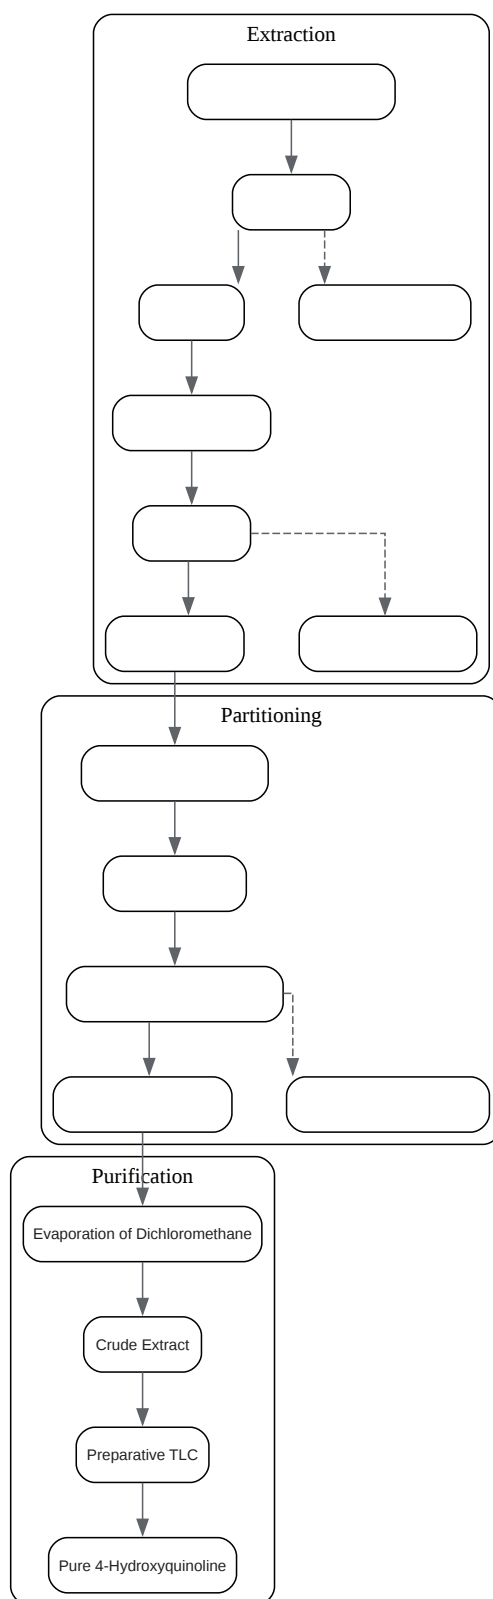 Extraction
Partitioning
Purification
Evaporation of Dichloromethane
Crude Extract
Preparative TLC
Pure 4-Hydroxyquinoline